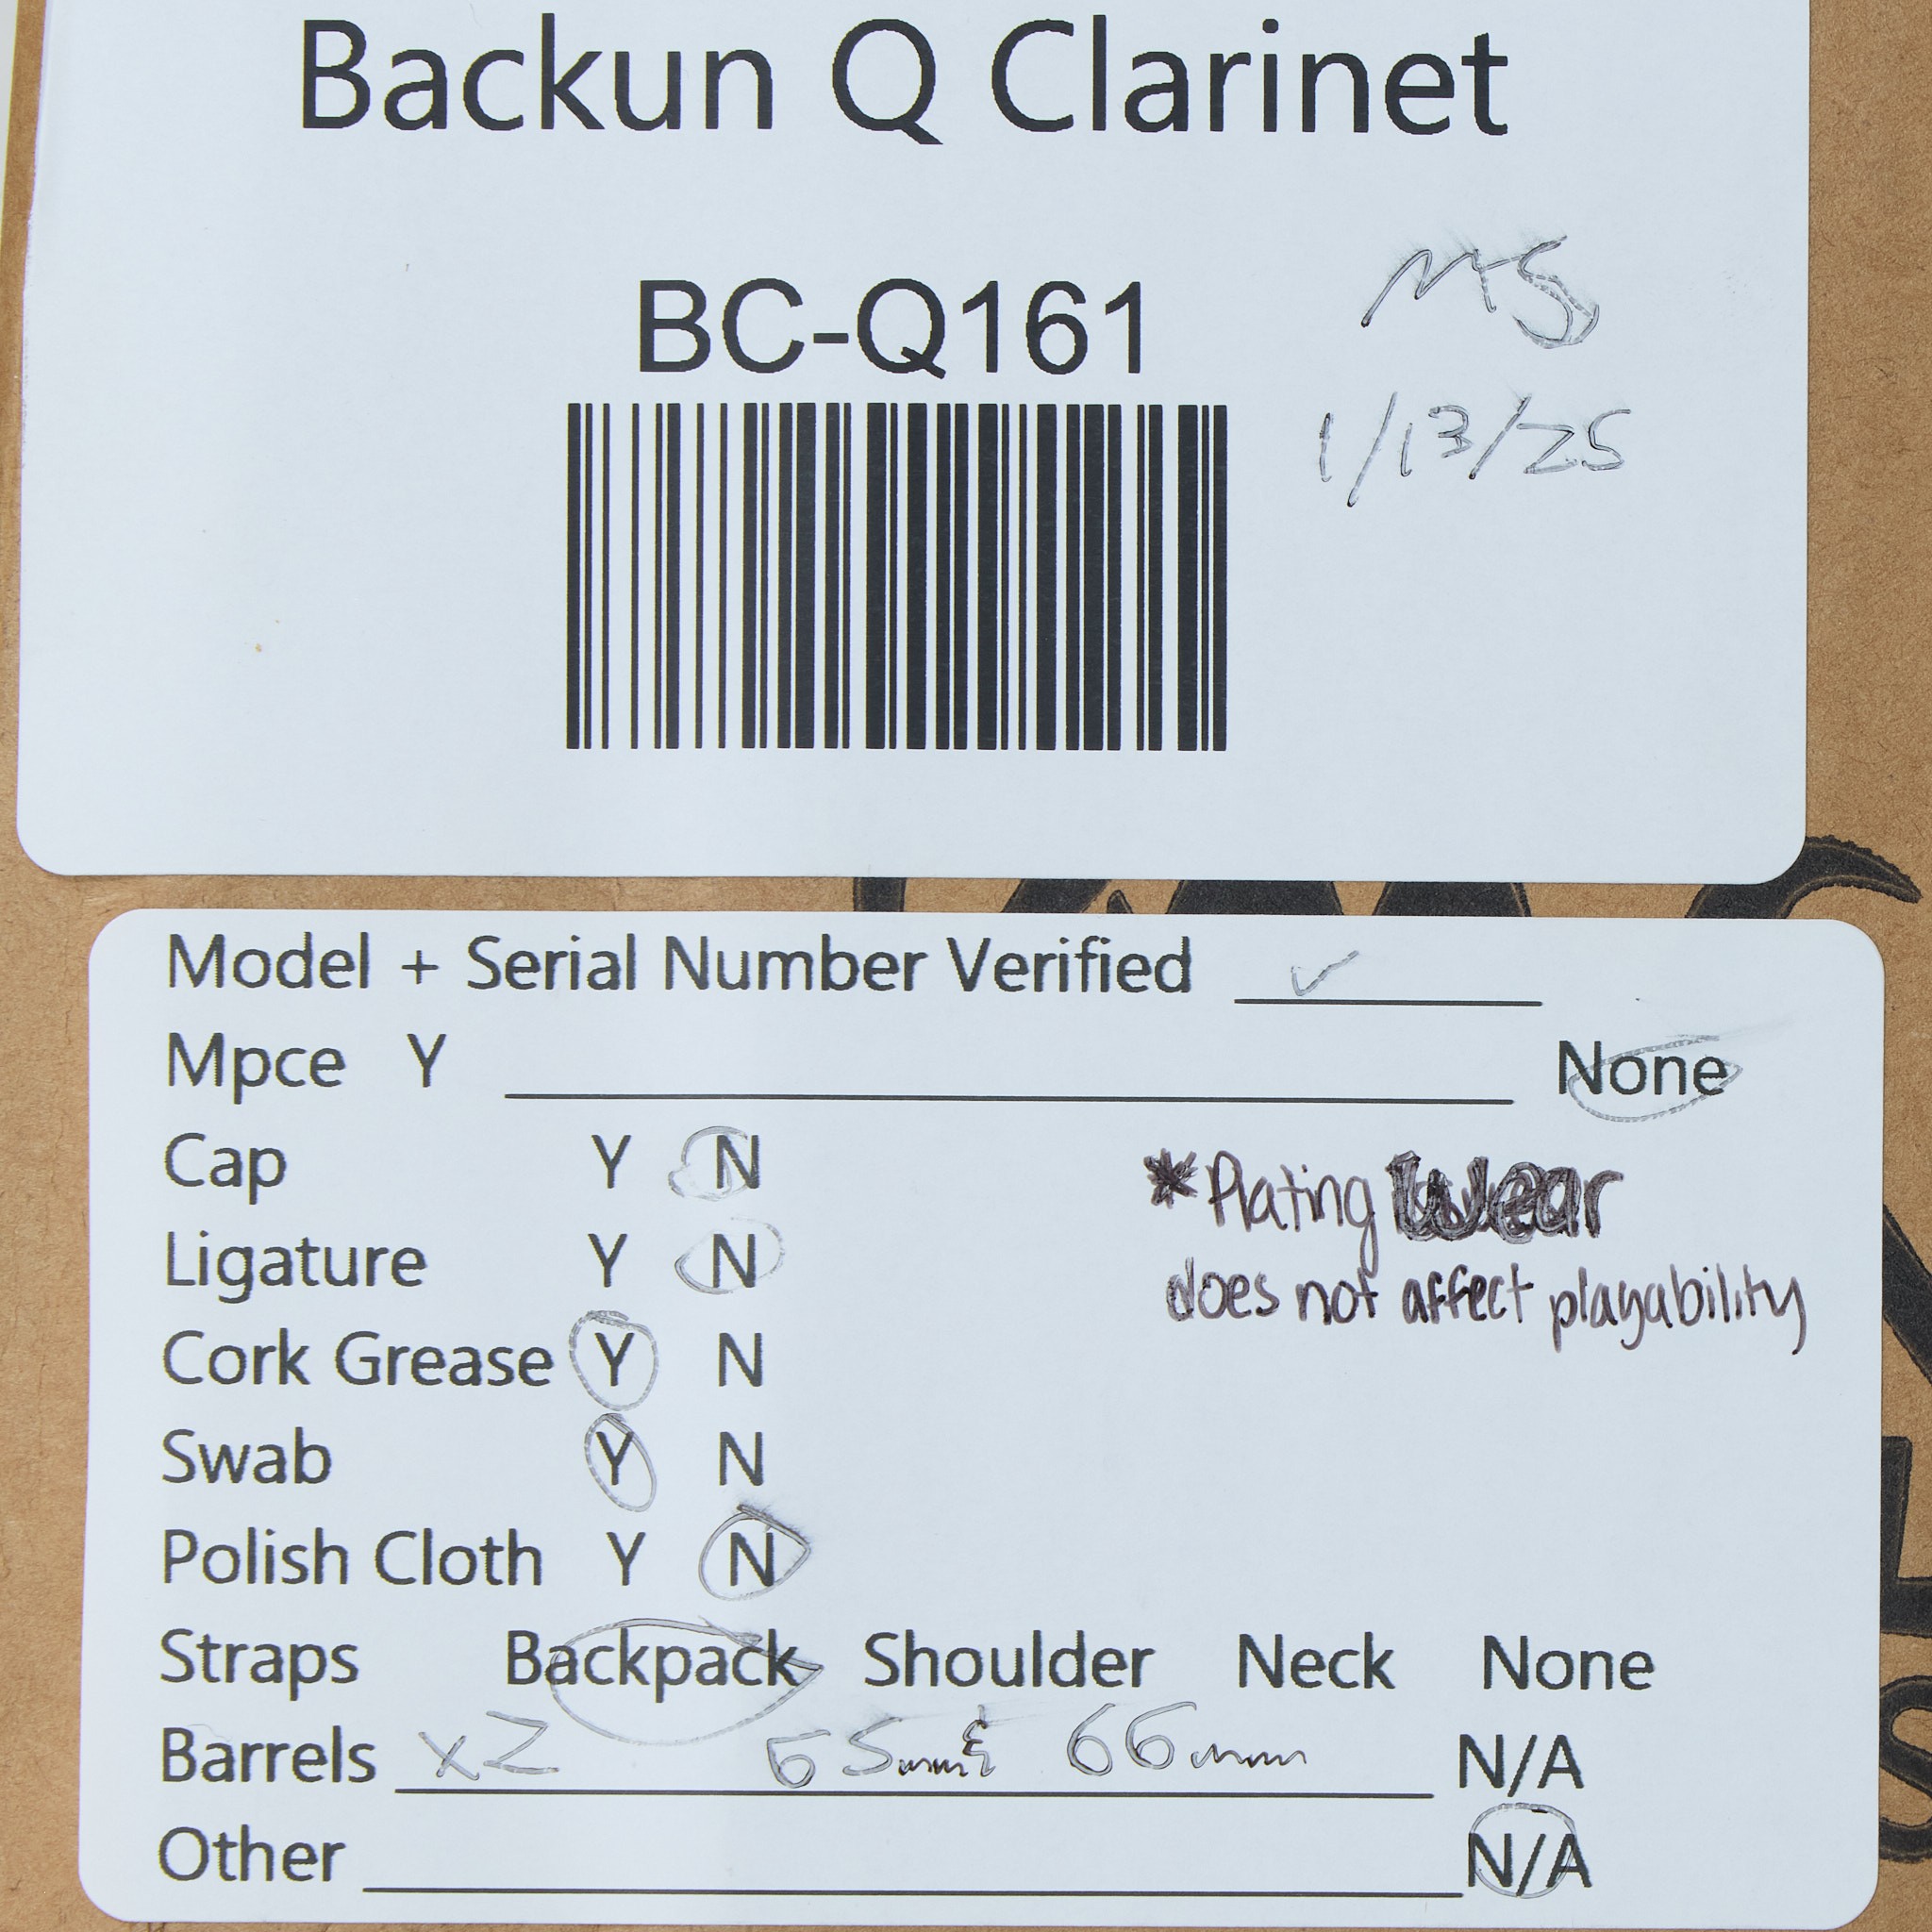 Backun Q Clarinet
BC-Q161
MS
1/13/25
Model + Serial Number Verified ✓
Mpce Y None
Cap Y N
Ligature Y N
*Plating wear
does not affect playability
Cork Grease Y N
Swab Y N
Polish Cloth Y N
Straps Backpack Shoulder Neck None
Barrels x2 65mm & 66mm N/A
Other N/A